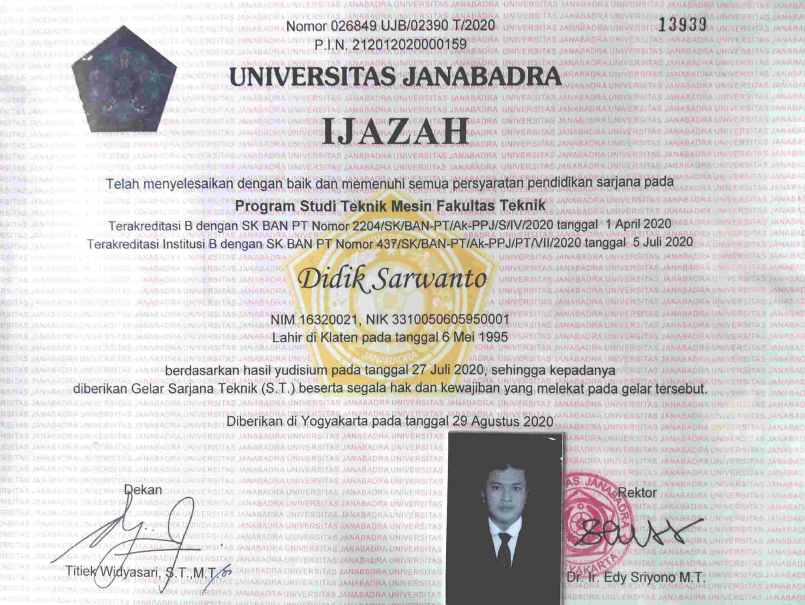 Nomor 026849 UJB/02390 T/2020
13939
P.I.N. 212012020000159
UNIVERSITAS JANABADRA
IJAZAH
Telah menyelesaikan dengan baik dan memenuhi semua persyaratan pendidikan sarjana pada
Program Studi Teknik Mesin Fakultas Teknik
Terakreditasi B dengan SK BAN PT Nomor 2204/SK/BAN-PT/Ak-PPJ/S/IV/2020 tanggal 1 April 2020
Terakreditasi Institusi B dengan SK BAN PT Nomor 437/SK/BAN-PT/Ak-PPJ/PT/VII/2020 tanggal 5 Juli 2020
Didik Sarwanto
NIM 16320021, NIK 3310050605950001
Lahir di Klaten pada tanggal 6 Mei 1995
berdasarkan hasil yudisium pada tanggal 27 Juli 2020, sehingga kepadanya
diberikan Gelar Sarjana Teknik (S.T.) beserta segala hak dan kewajiban yang melekat pada gelar tersebut.
Diberikan di Yogyakarta pada tanggal 29 Agustus 2020
Dekan
Rektor
Titiek Widyasari, S.T.,M.T.
Dr. Ir. Edy Sriyono M.T.